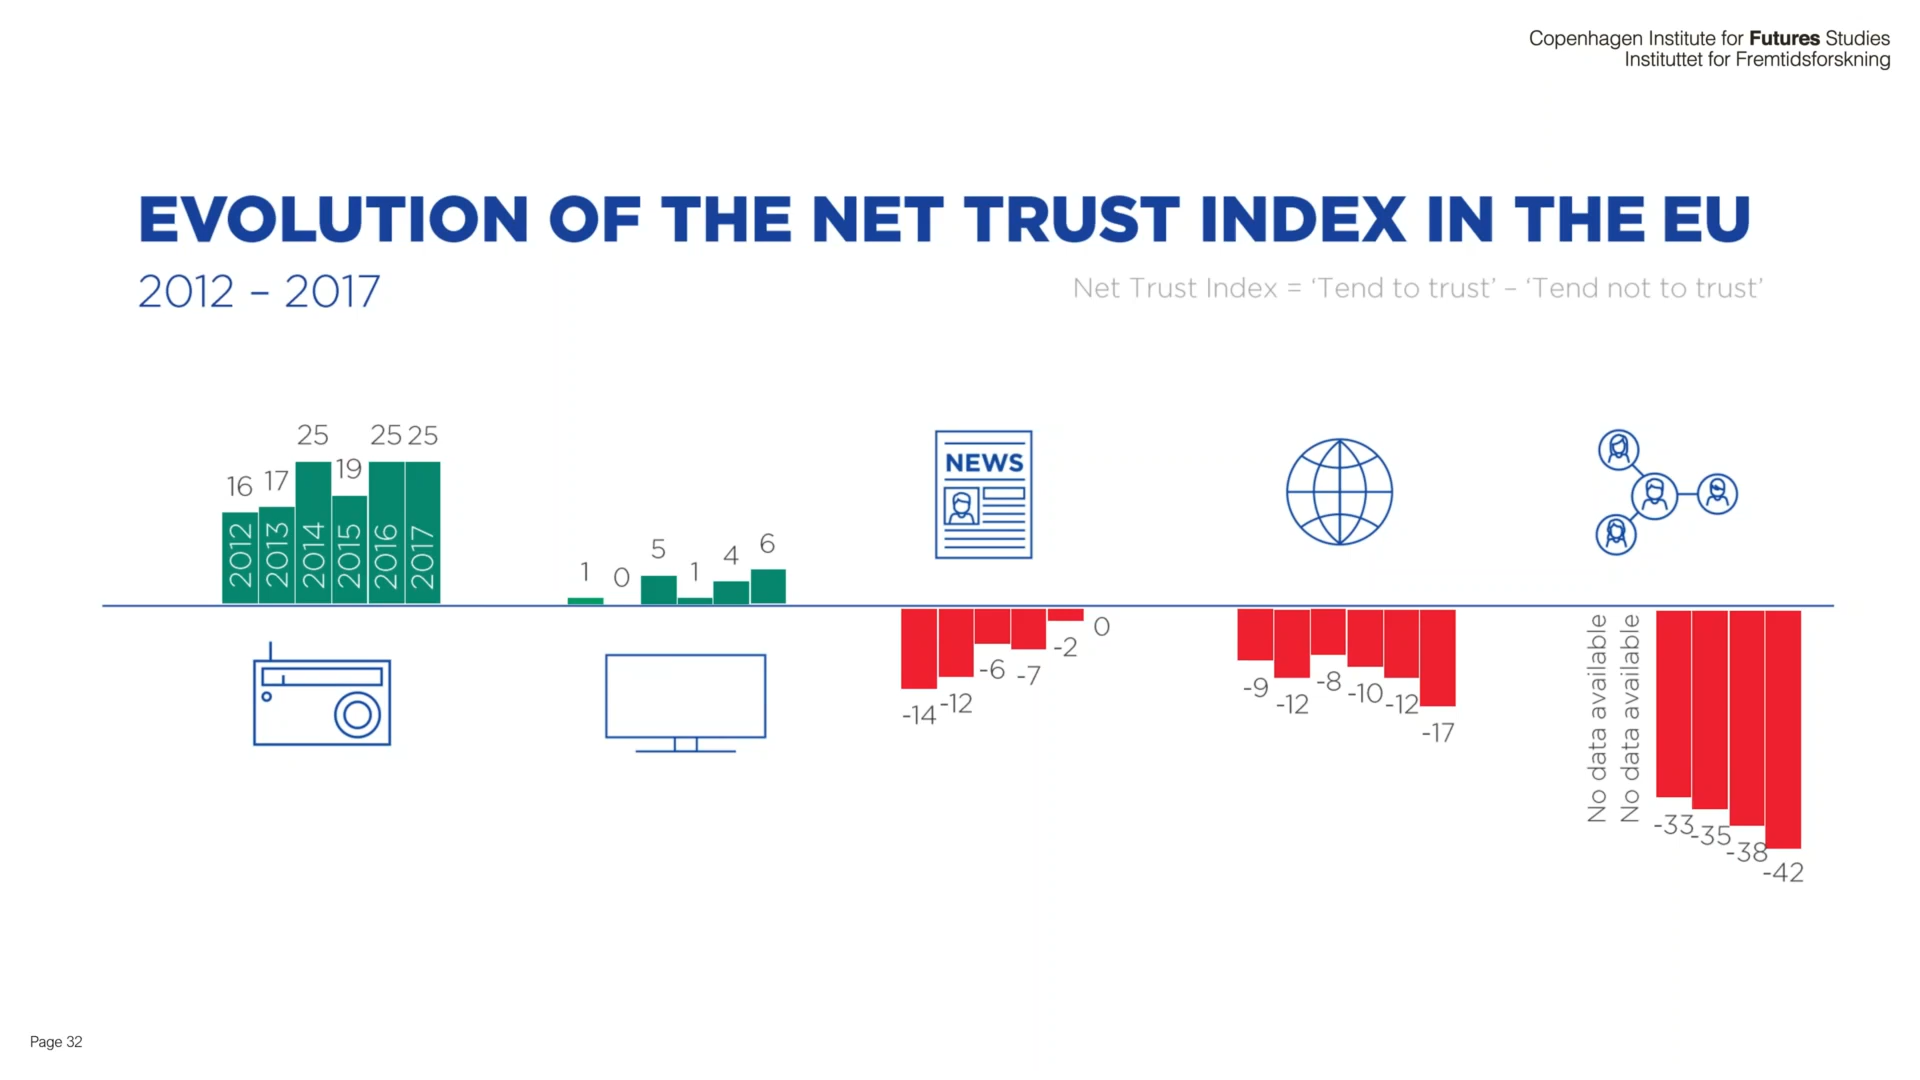 Copenhagen Institute for Futures Studies
Instituttet for Fremtidsforskning
EVOLUTION OF THE NET TRUST INDEX IN THE EU
2012 – 2017
Net Trust Index = ‘Tend to trust’ – ‘Tend not to trust’
16 17 25 19 25 25
2012 2013 2014 2015 2016 2017
1 0 5 1 4 6
NEWS
-14 -12 -6 -7 -2 0
-9 -12 -8 -10 -12 -17
No data available
No data available
-33 -35 -38 -42
Page 32